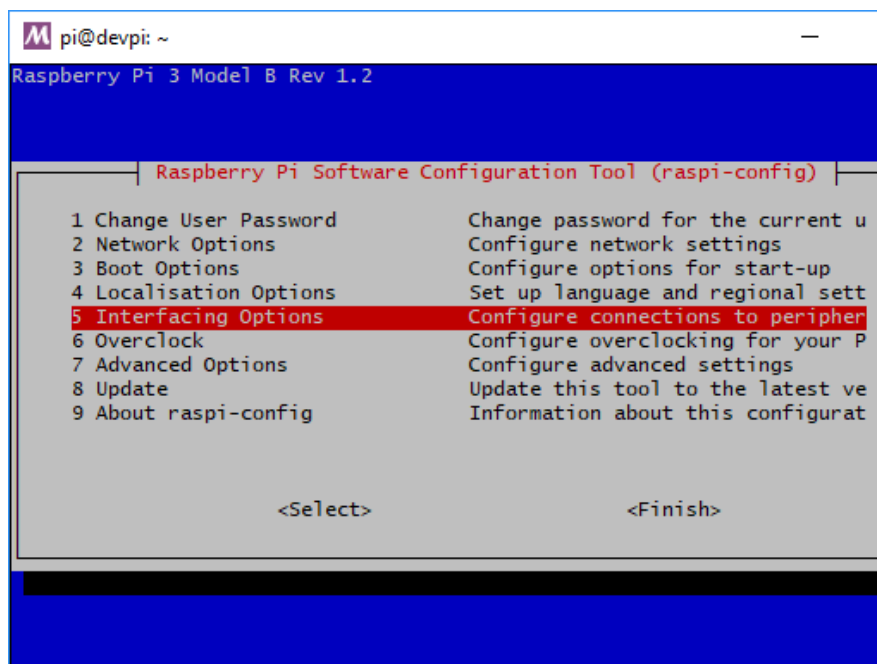 pi@devpi: ~
Raspberry Pi 3 Model B Rev 1.2
Raspberry Pi Software Configuration Tool (raspi-config)
1 Change User Password Change password for the current u
2 Network Options Configure network settings
3 Boot Options Configure options for start-up
4 Localisation Options Set up language and regional sett
5 Interfacing Options Configure connections to peripher
6 Overclock Configure overclocking for your P
7 Advanced Options Configure advanced settings
8 Update Update this tool to the latest ve
9 About raspi-config Information about this configurat
<Select> <Finish>